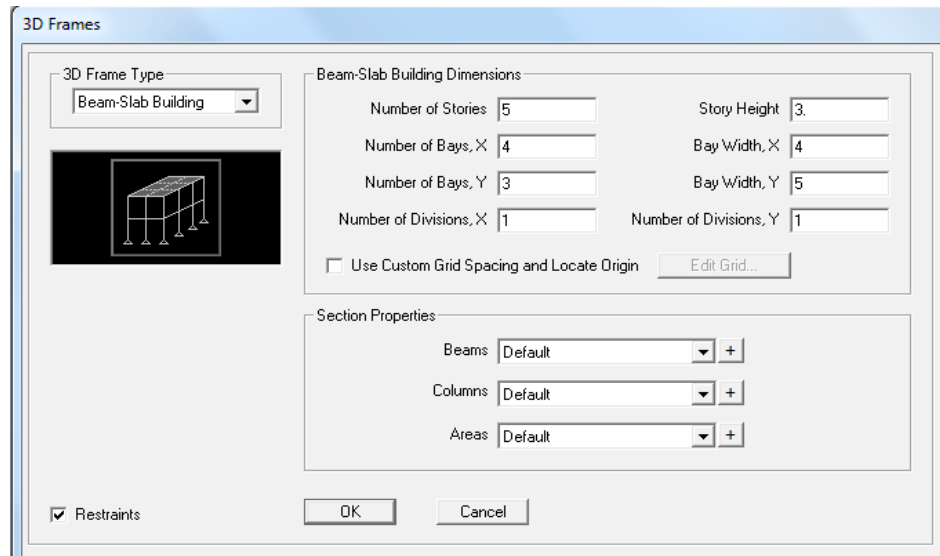 3D Frames
3D Frame Type
Beam-Slab Building
Beam-Slab Building Dimensions
Number of Stories 5 Story Height 3.
Number of Bays, X 4 Bay Width, X 4
Number of Bays, Y 3 Bay Width, Y 5
Number of Divisions, X 1 Number of Divisions, Y 1
Use Custom Grid Spacing and Locate Origin Edit Grid...
Section Properties
Beams Default +
Columns Default +
Areas Default +
Restraints OK Cancel